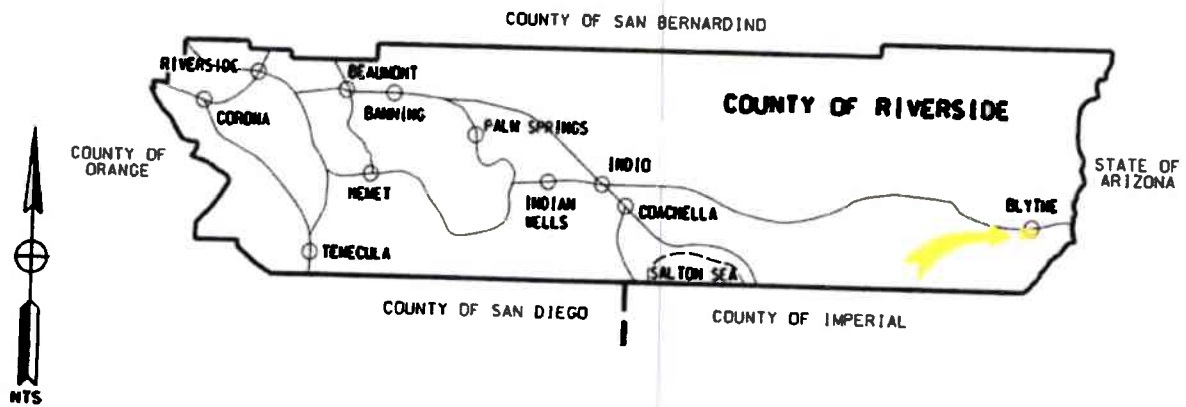 COUNTY OF SAN BERNARDINO
RIVERSIDE
BEAUMONT
COUNTY OF RIVERSIDE
CORONA
BANNING
PALM SPRINGS
COUNTY OF
ORANGE
INDIO
STATE OF
ARIZONA
HEMET
INDIAN
WELLS
COACHELLA
BLYTHE
TEMECULA
SALTON SEA
COUNTY OF SAN DIEGO
COUNTY OF IMPERIAL
NTS